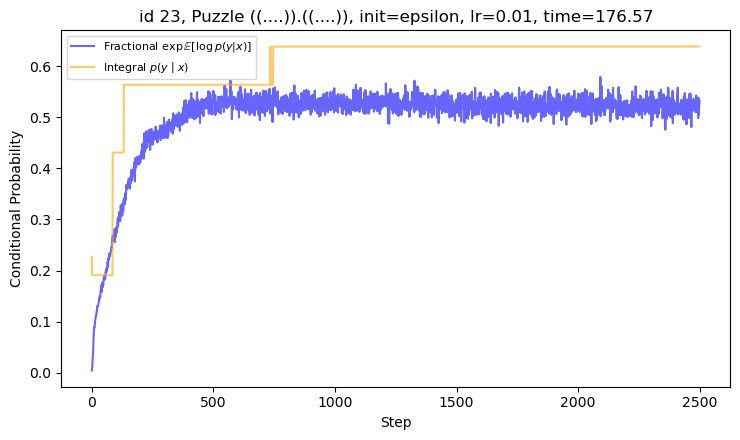 id 23, Puzzle ((....)).((....)), init=epsilon, lr=0.01, time=176.57
Fractional exp𝔼[log p(y|x)]
Integral p(y | x)
Conditional Probability
0.6
0.5
0.4
0.3
0.2
0.1
0.0
0 500 1000 1500 2000 2500
Step